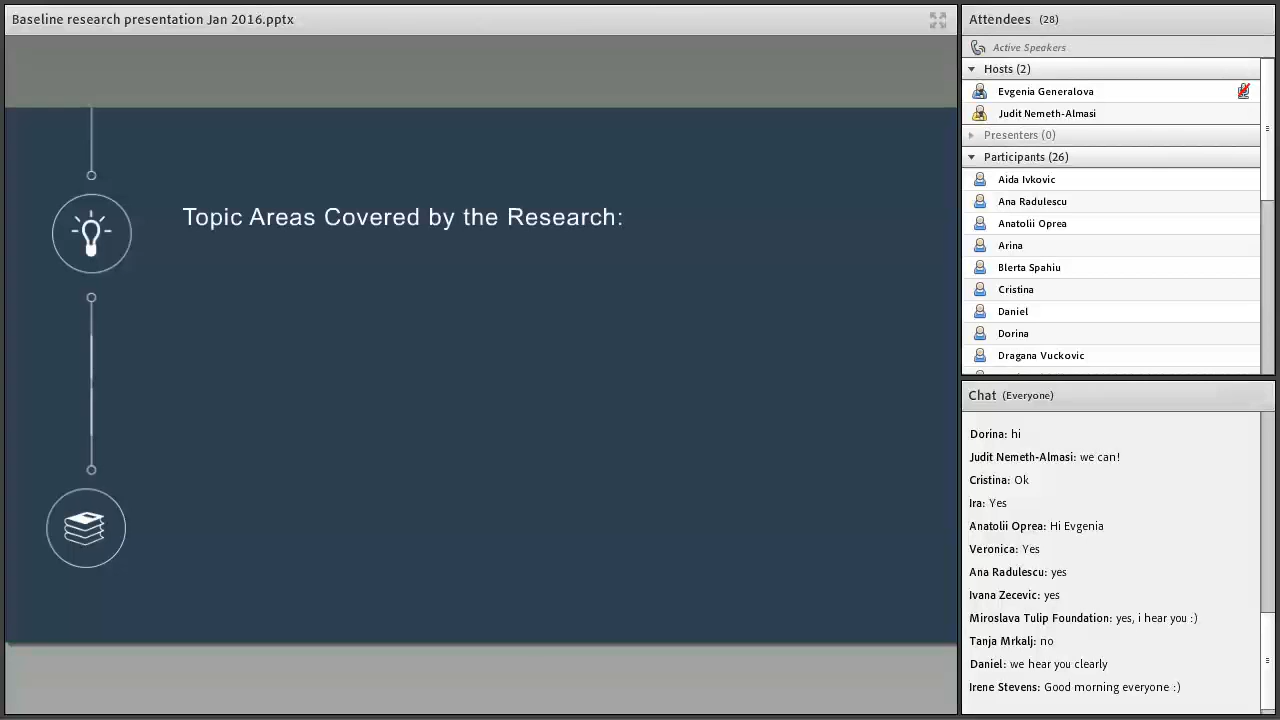 Baseline research presentation Jan 2016.pptx
Topic Areas Covered by the Research:
Attendees (28)
Active Speakers
Hosts (2)
Evgenia Generalova
Judit Nemeth-Almasi
Presenters (0)
Participants (26)
Aida Ivkovic
Ana Radulescu
Anatolii Oprea
Arina
Blerta Spahiu
Cristina
Daniel
Dorina
Dragana Vuckovic
Chat (Everyone)
Dorina: hi
Judit Nemeth-Almasi: we can!
Cristina: Ok
Ira: Yes
Anatolii Oprea: Hi Evgenia
Veronica: Yes
Ana Radulescu: yes
Ivana Zecevic: yes
Miroslava Tulip Foundation: yes, i hear you :)
Tanja Mrkalj: no
Daniel: we hear you clearly
Irene Stevens: Good morning everyone :)